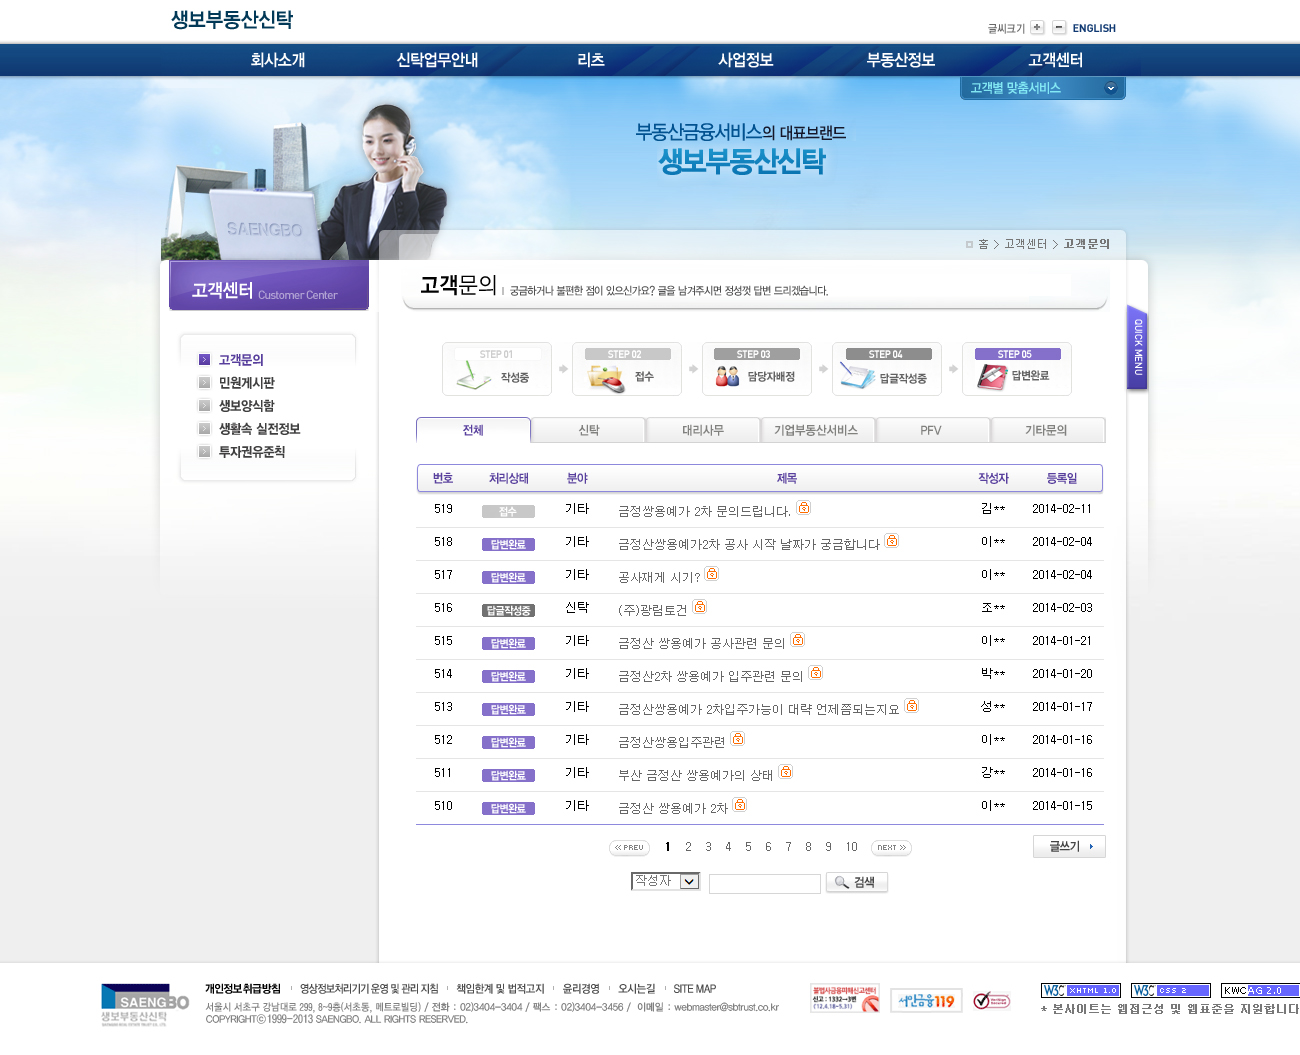 생보부동산신탁
글씨크기 ENGLISH
회사소개 신탁업무안내 리츠 사업정보 부동산정보 고객센터
고객별 맞춤서비스
부동산금융서비스의 대표브랜드
생보부동산신탁
SAENGBO
홈 > 고객센터 > 고객문의
고객센터 Customer Center
고객문의 | 궁금하거나 불편한 점이 있으신가요? 글을 남겨주시면 정성껏 답변 드리겠습니다.
QUICK MENU
고객문의
민원게시판
생보양식함
생활속 실전정보
투자권유준칙
STEP 01 작성중
STEP 02 접수
STEP 03 담당자배정
STEP 04 답글작성중
STEP 05 답변완료
전체 신탁 대리사무 기업부동산서비스 PFV 기타문의
번호 처리상태 분야 제목 작성자 등록일
519 접수 기타 금정쌍용예가 2차 문의드립니다. 김** 2014-02-11
518 답변완료 기타 금정산쌍용예가2차 공사 시작 날짜가 궁금합니다 이** 2014-02-04
517 답변완료 기타 공사재게 시기? 이** 2014-02-04
516 답글작성중 신탁 (주)광림토건 조** 2014-02-03
515 답변완료 기타 금정산 쌍용예가 공사관련 문의 이** 2014-01-21
514 답변완료 기타 금정산2차 쌍용예가 입주관련 문의 박** 2014-01-20
513 답변완료 기타 금정산쌍용예가 2차입주가능이 대략 언제쯤되는지요 성** 2014-01-17
512 답변완료 기타 금정산쌍용입주관련 이** 2014-01-16
511 답변완료 기타 부산 금정산 쌍용예가의 상태 강** 2014-01-16
510 답변완료 기타 금정산 쌍용예가 2차 이** 2014-01-15
PREV 1 2 3 4 5 6 7 8 9 10 NEXT
글쓰기
작성자 검색
SAENGBO
생보부동산신탁
개인정보취급방침 영상정보처리기기 운영 및 관리 지침 책임한계 및 법적고지 윤리경영 오시는길 SITE MAP
서울시 서초구 강남대로 299, 8-9층(서초동, 메트로빌딩) / 전화 : 02)3404-3404 / 팩스 : 02)3404-3456 / 이메일 : webmaster@sbtrust.co.kr
COPYRIGHTⓒ1999-2013 SAENGBO. ALL RIGHTS RESERVED.
불법사금융피해신고센터
신고 : 1332→3번
('12.4.18~5.31)
서민금융119
W3C XHTML 1.0
W3C CSS 2
KWCAG 2.0
* 본사이트는 웹접근성 및 웹표준을 지원합니다